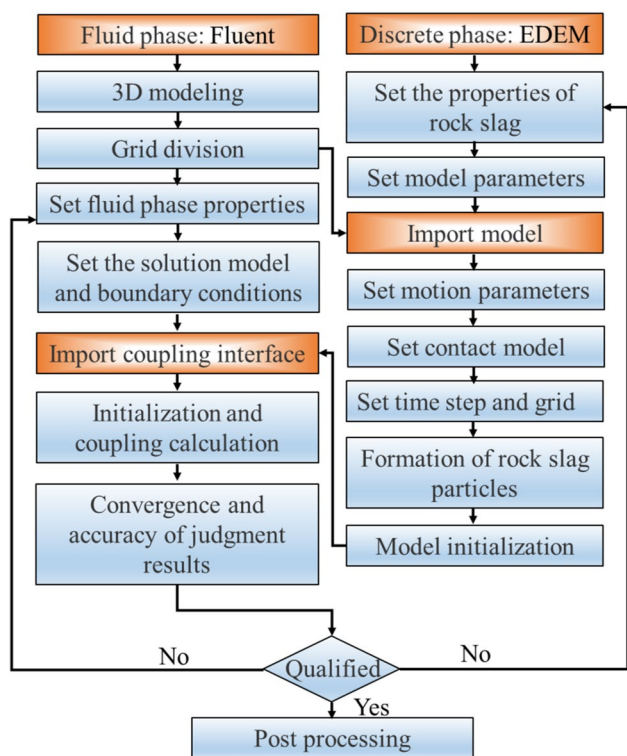 Fluid phase: Fluent
3D modeling
Grid division
Set fluid phase properties
Set the solution model
and boundary conditions
Import coupling interface
Initialization and
coupling calculation
Convergence and
accuracy of judgment
results
Discrete phase: EDEM
Set the properties of
rock slag
Set model parameters
Import model
Set motion parameters
Set contact model
Set time step and grid
Formation of rock slag
particles
Model initialization
No
Qualified
No
Yes
Post processing